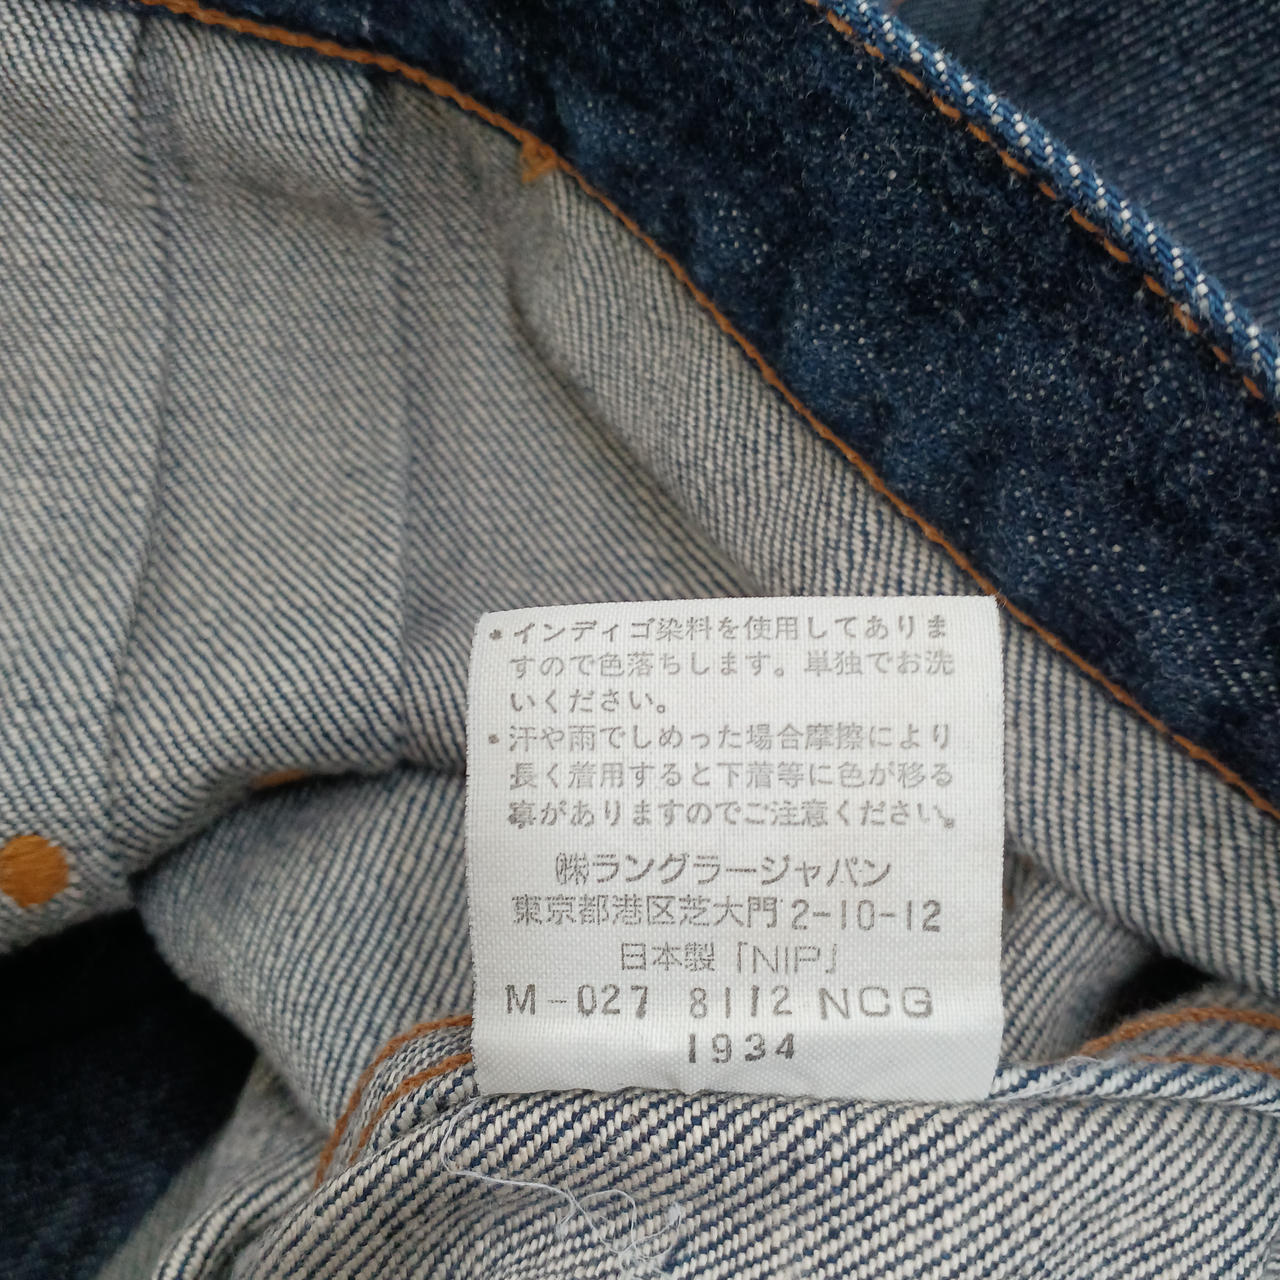 • インディゴ染料を使用してありま
すので色落ちします。単独でお洗
いください。
• 汗や雨でしめった場合摩擦により
長く着用すると下着等に色が移る
事がありますのでご注意ください。
㈱ラングラージャパン
東京都港区芝大門2-10-12
日本製「NIP」
M-027 8112 NCG
1934